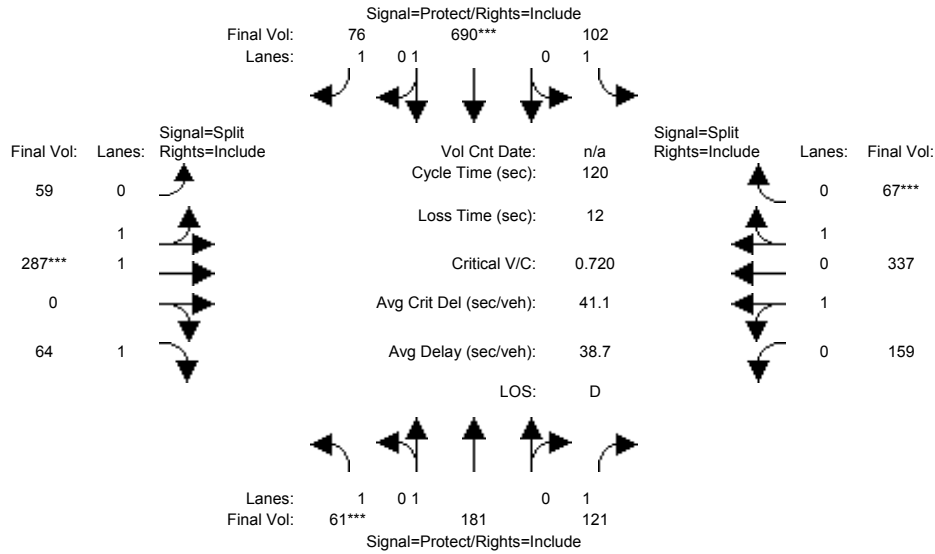 Signal=Protect/Rights=Include
Final Vol: 76 690*** 102
Lanes: 1 0 1 0 1
Signal=Split Signal=Split
Final Vol: Lanes: Rights=Include Vol Cnt Date: n/a Rights=Include Lanes: Final Vol:
Cycle Time (sec): 120
59 0 0 67***
Loss Time (sec): 12
1 1
287*** 1 Critical V/C: 0.720 0 337
0 Avg Crit Del (sec/veh): 41.1 1
64 1 Avg Delay (sec/veh): 38.7 0 159
LOS: D
Lanes: 1 0 1 0 1
Final Vol: 61*** 181 121
Signal=Protect/Rights=Include